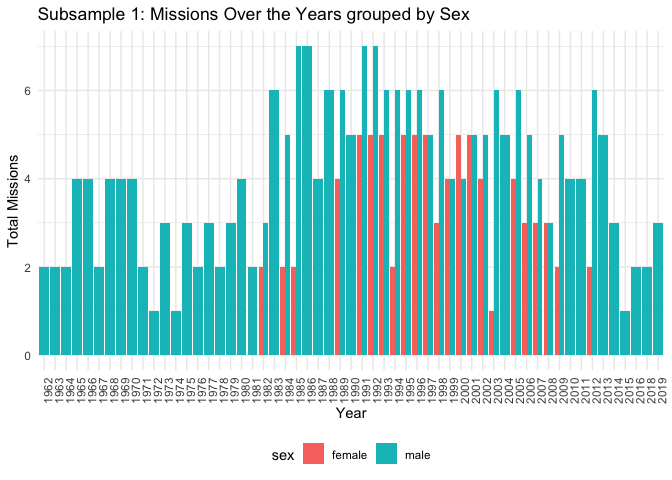 Subsample 1: Missions Over the Years grouped by Sex
6
4
2
0
Total Missions
1962 1963 1964 1965 1966 1967 1968 1969 1970 1971 1972 1973 1974 1975 1976 1977 1978 1979 1980 1981 1982 1983 1984 1985 1986 1987 1988 1989 1990 1991 1992 1993 1994 1995 1996 1997 1998 1999 2000 2001 2002 2003 2004 2005 2006 2007 2008 2009 2010 2011 2012 2013 2014 2015 2016 2018 2019
Year
sex female male